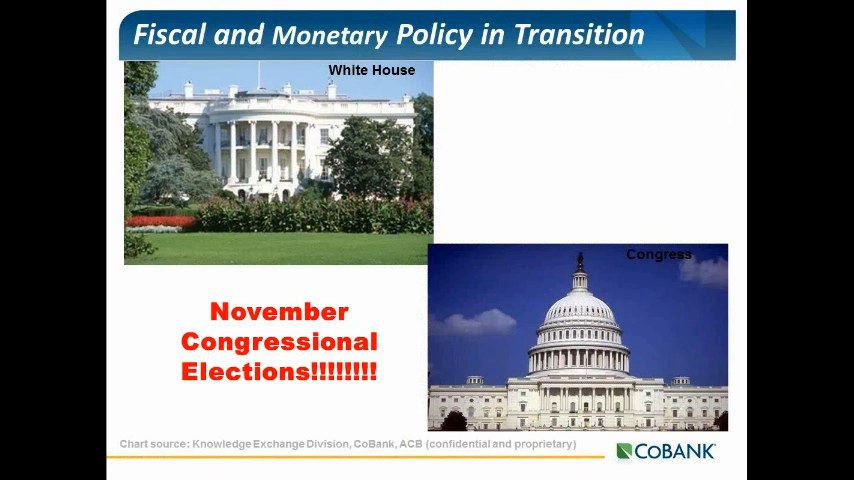 Fiscal and Monetary Policy in Transition
White House
Congress
November
Congressional
Elections!!!!!!!!
Chart source: Knowledge Exchange Division, CoBank, ACB (confidential and proprietary)
COBANK